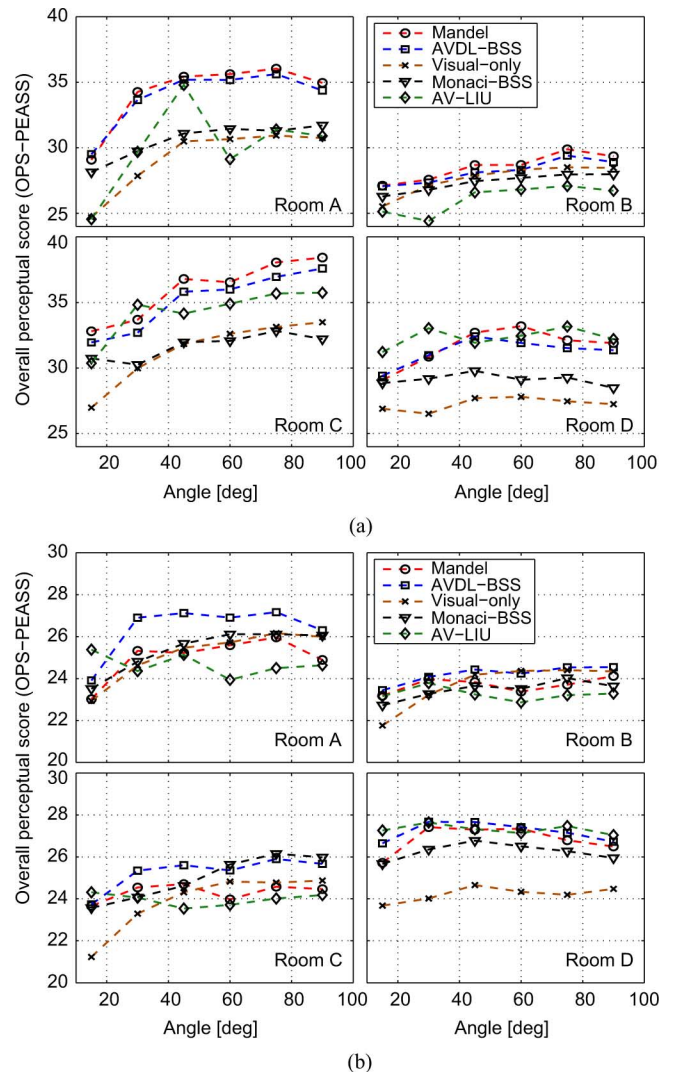 40
35
30
25
Room A
Mandel
AVDL−BSS
Visual−only
Monaci−BSS
AV−LIU
Room B
Overall perceptual score (OPS−PEASS)
40
35
30
25
Room C
Room D
20 40 60 80 100
20 40 60 80 100
Angle [deg]
Angle [deg]
(a)
30
28
26
24
22
20
Room A
Mandel
AVDL−BSS
Visual−only
Monaci−BSS
AV−LIU
Room B
Overall perceptual score (OPS−PEASS)
30
28
26
24
22
20
Room C
Room D
20 40 60 80 100
20 40 60 80 100
Angle [deg]
Angle [deg]
(b)